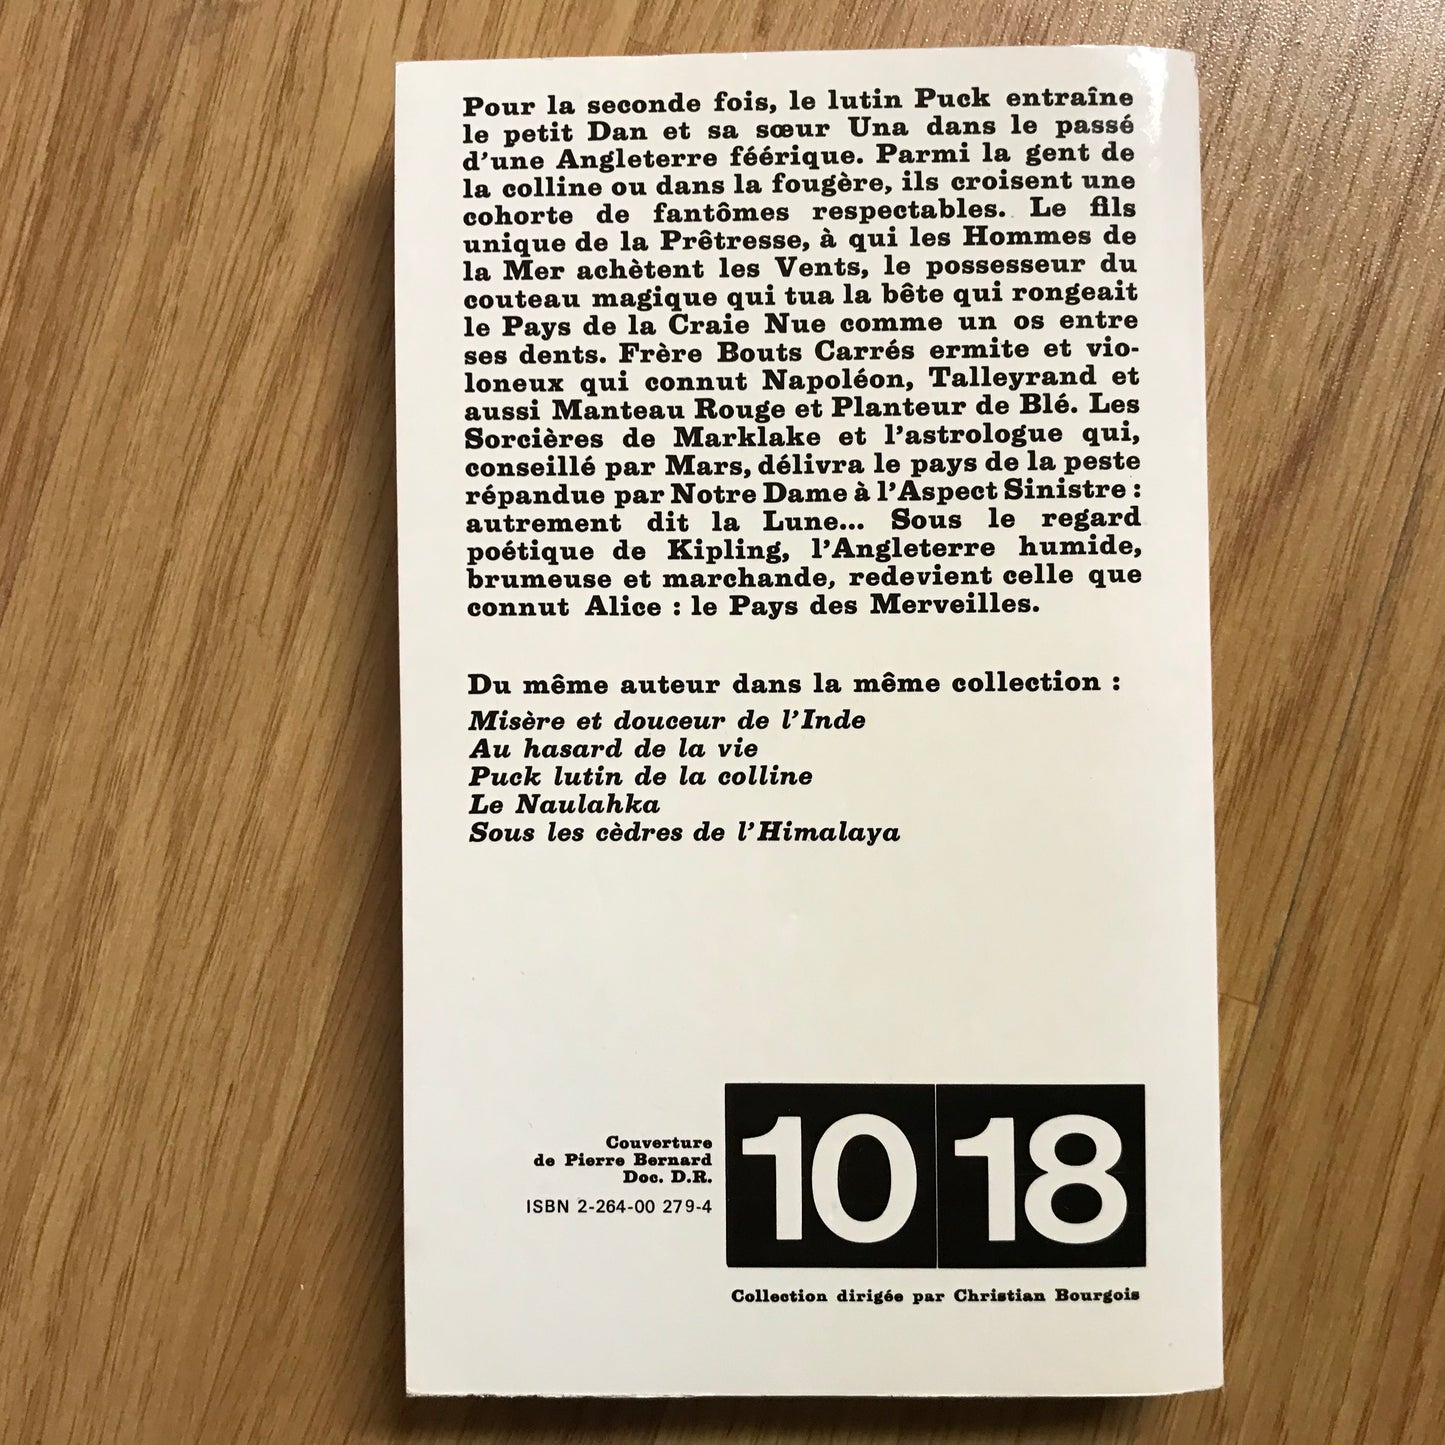 Pour la seconde fois, le lutin Puck entraîne
le petit Dan et sa sœur Una dans le passé
d'une Angleterre féérique. Parmi la gent de
la colline ou dans la fougère, ils croisent une
cohorte de fantômes respectables. Le fils
unique de la Prêtresse, à qui les Hommes de
la Mer achètent les Vents, le possesseur du
couteau magique qui tua la bête qui rongeait
le Pays de la Craie Nue comme un os entre
ses dents. Frère Bouts Carrés ermite et vio-
loneux qui connut Napoléon, Talleyrand et
aussi Manteau Rouge et Planteur de Blé. Les
Sorcières de Marklake et l'astrologue qui,
conseillé par Mars, délivra le pays de la peste
répandue par Notre Dame à l'Aspect Sinistre :
autrement dit la Lune... Sous le regard
poétique de Kipling, l'Angleterre humide,
brumeuse et marchande, redevient celle que
connut Alice : le Pays des Merveilles.
Du même auteur dans la même collection :
Misère et douceur de l'Inde
Au hasard de la vie
Puck lutin de la colline
Le Naulahka
Sous les cèdres de l'Himalaya
Couverture
de Pierre Bernard
Doc. D.R.
ISBN 2-264-00 279-4
10 18
Collection dirigée par Christian Bourgois